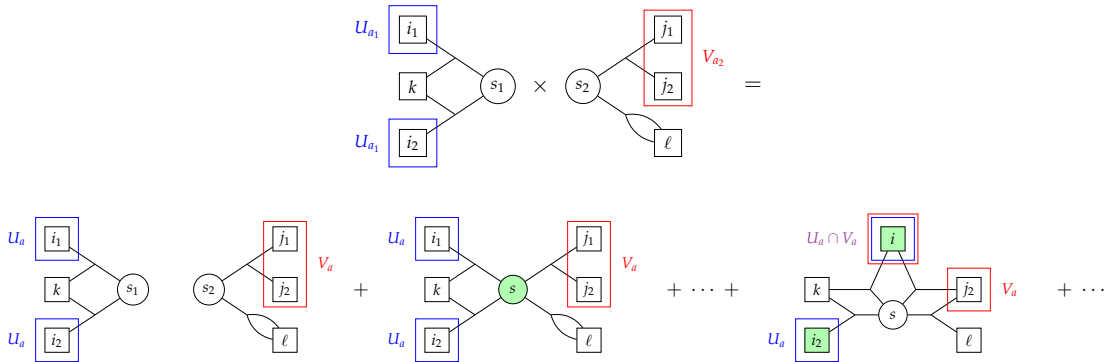 U_{a_1} i_1 j_1
k s_1 × s_2 V_{a_2} =
U_{a_1} i_2 j_2 ℓ
U_a i_1 j_1 U_a i_1 j_1 U_a ∩ V_a i
k s_1 s_2 j_2 V_a + k s j_2 V_a + ⋯ + k s j_2 V_a + ⋯
U_a i_2 ℓ U_a i_2 ℓ U_a i_2 ℓ